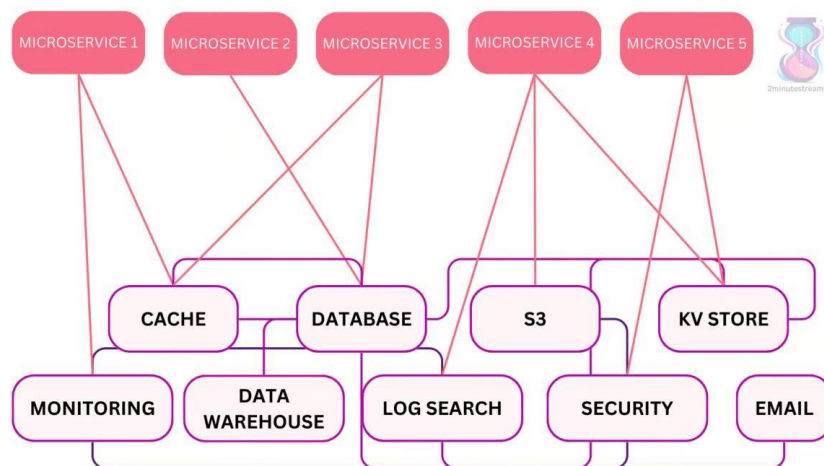 MICROSERVICE 1
MICROSERVICE 2
MICROSERVICE 3
MICROSERVICE 4
MICROSERVICE 5
CACHE
DATABASE
S3
KV STORE
MONITORING
DATA
WAREHOUSE
LOG SEARCH
SECURITY
EMAIL